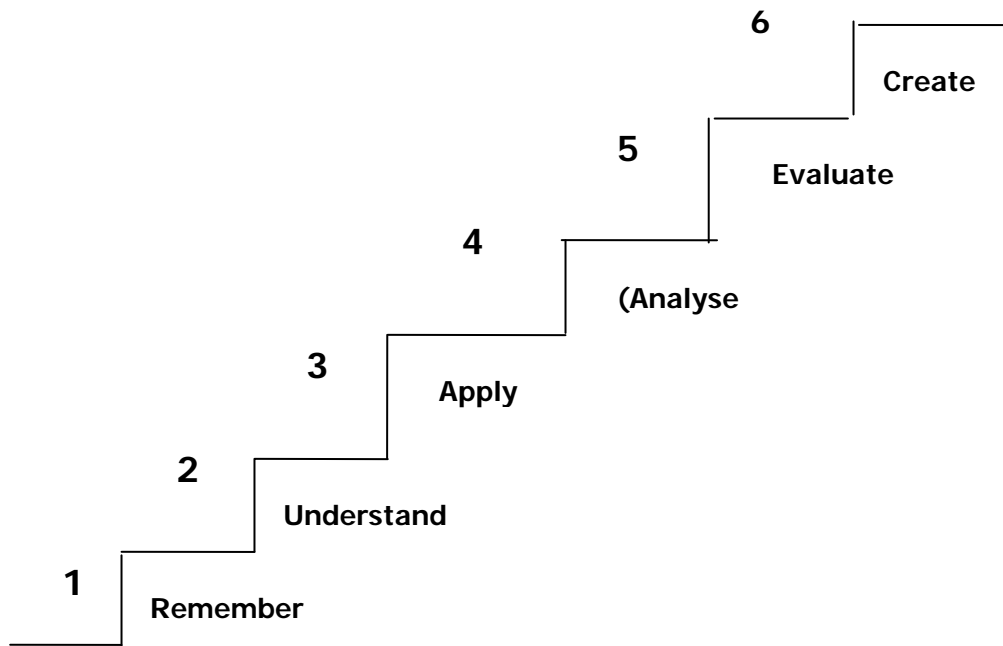 6
Create
5
Evaluate
4
(Analyse
3
Apply
2
Understand
1
Remember